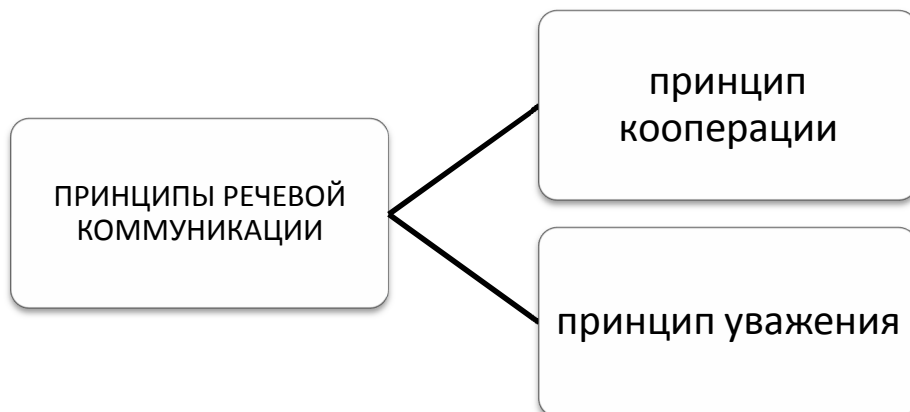 ПРИНЦИПЫ РЕЧЕВОЙ
КОММУНИКАЦИИ
принцип
кооперации
принцип уважения